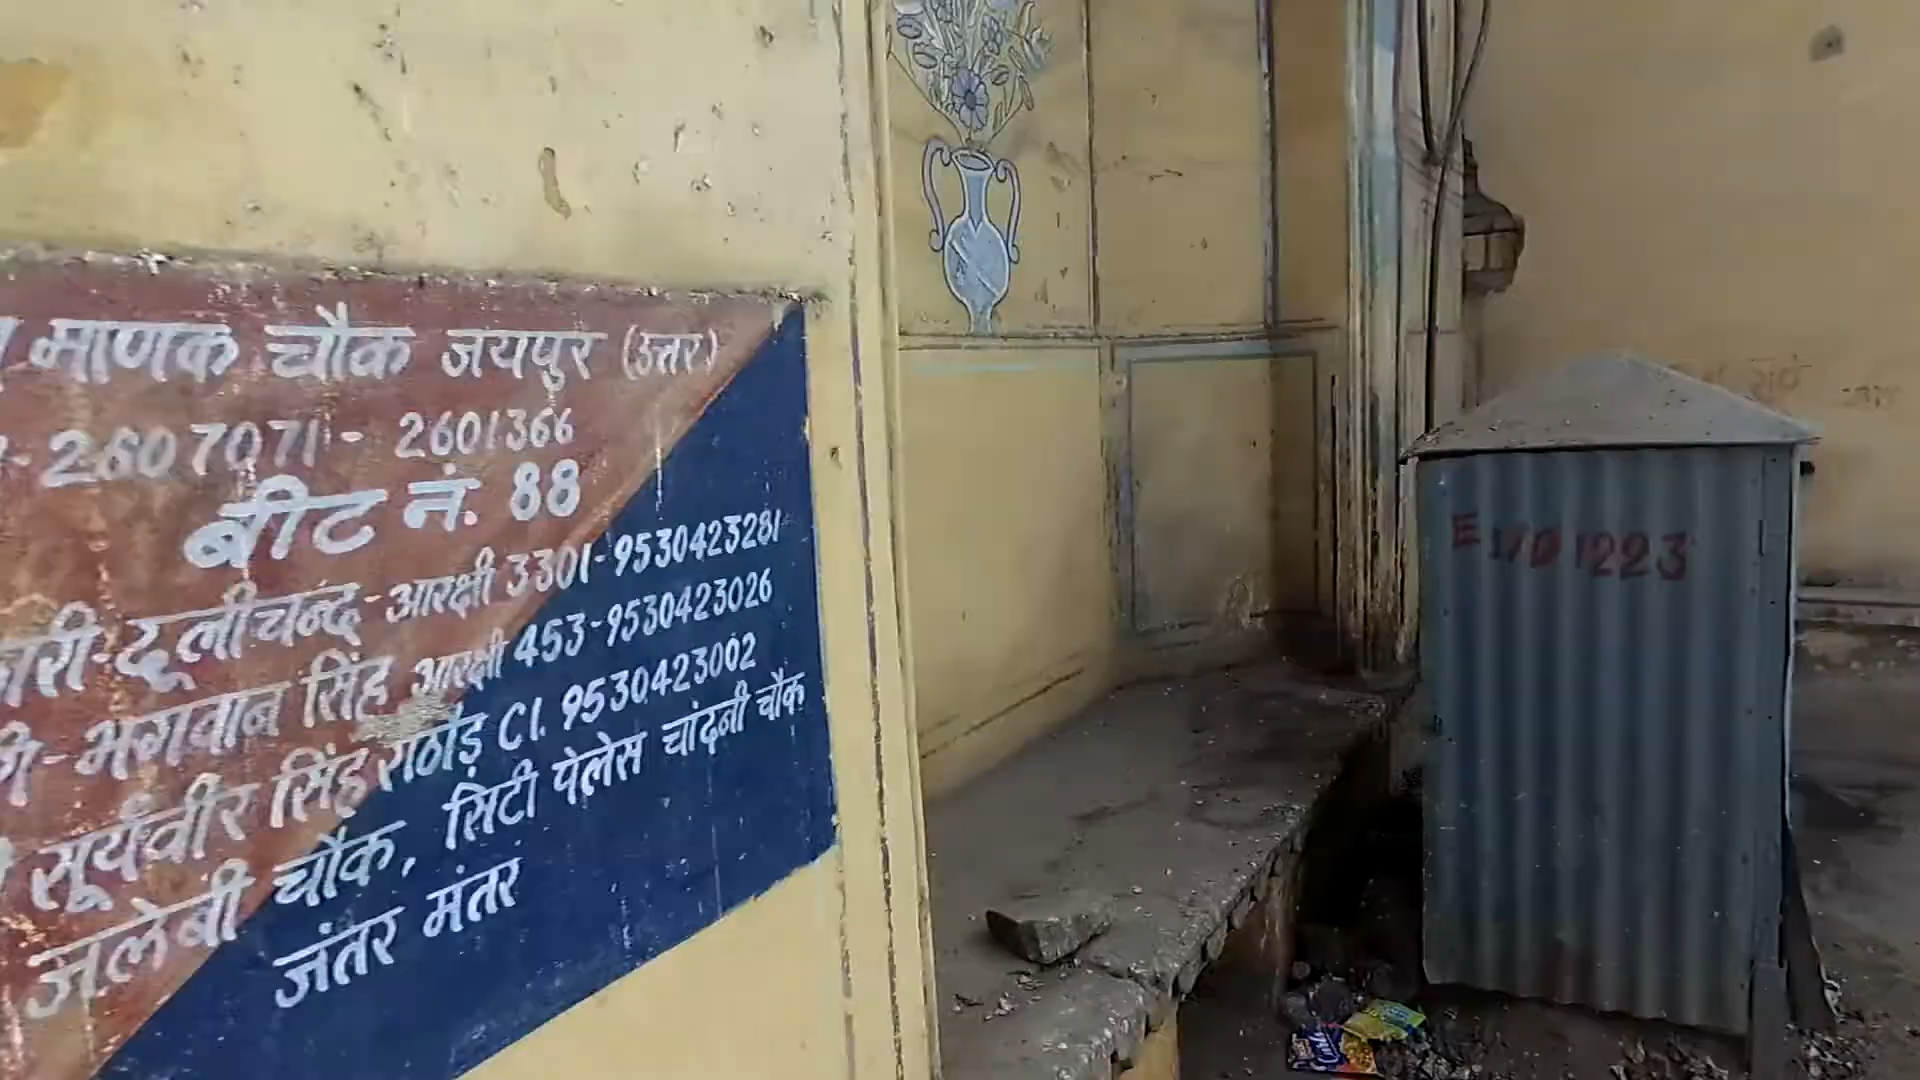 माणक चौक जयपुर (उत्तर)
2607071 - 2601366
बीट नं. 88
दूलीचन्द - आरक्षी 3301 - 9530423281
भगवान सिंह आरक्षी 453 - 9530423026
सूर्यवीर सिंह राठौड़ CI. 9530423002
जलेबी चौक, सिटी पेलेस चांदनी चौक
जंतर मंतर
1223